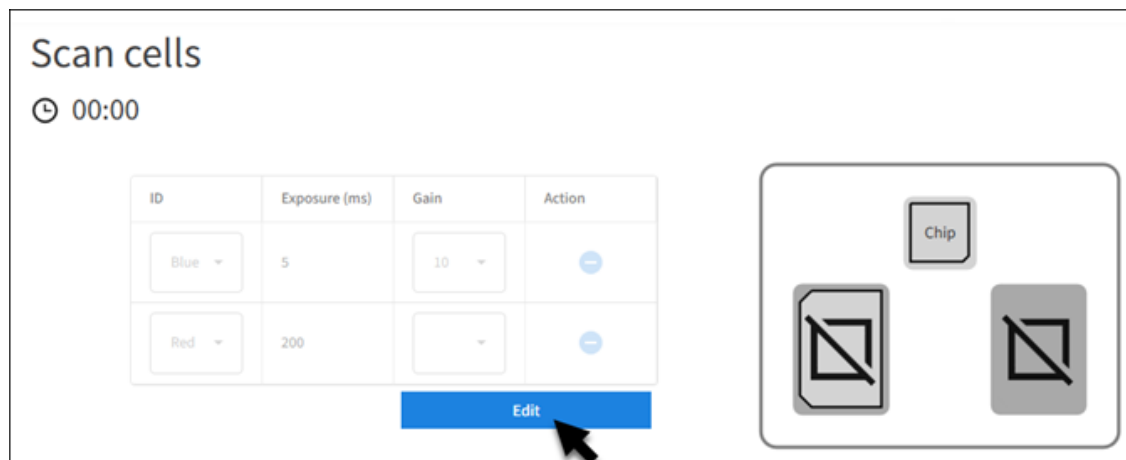 Scan cells
00:00
ID Exposure (ms) Gain Action
Blue 5 10
Red 200
Edit
Chip